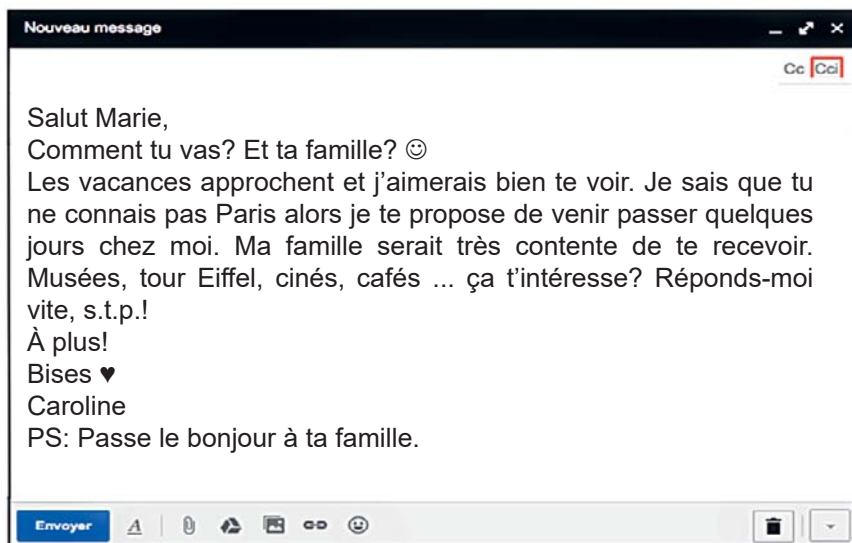 Nouveau message
Cc Cci
Salut Marie,
Comment tu vas? Et ta famille? ☺
Les vacances approchent et j’aimerais bien te voir. Je sais que tu
ne connais pas Paris alors je te propose de venir passer quelques
jours chez moi. Ma famille serait très contente de te recevoir.
Musées, tour Eiffel, cinés, cafés ... ça t’intéresse? Réponds-moi
vite, s.t.p.!
À plus!
Bises ♥
Caroline
PS: Passe le bonjour à ta famille.
Envoyer A